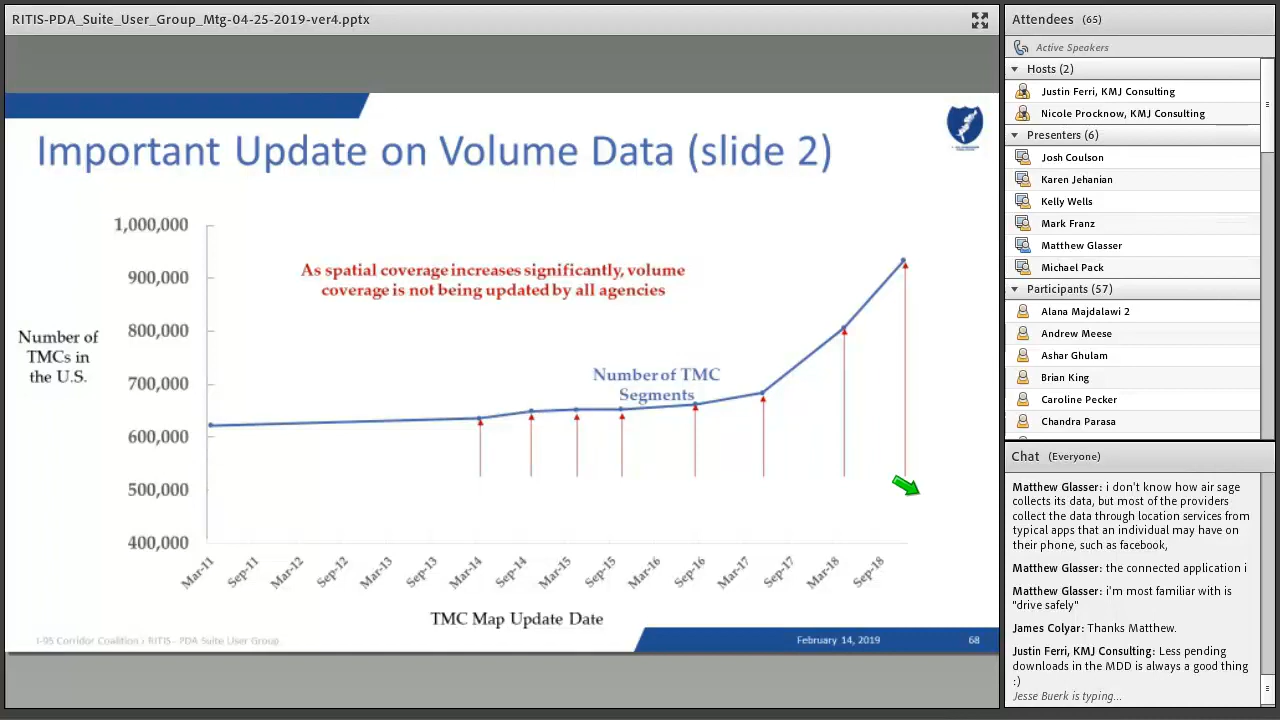 RITIS-PDA_Suite_User_Group_Mtg-04-25-2019-ver4.pptx
Important Update on Volume Data (slide 2)
1,000,000
900,000
800,000
700,000
600,000
500,000
400,000
Number of
TMCs in
the U.S.
As spatial coverage increases significantly, volume
coverage is not being updated by all agencies
Number of TMC
Segments
Mar-11
Sep-11
Mar-12
Sep-12
Mar-13
Sep-13
Mar-14
Sep-14
Mar-15
Sep-15
Mar-16
Sep-16
Mar-17
Sep-17
Mar-18
Sep-18
TMC Map Update Date
I-95 Corridor Coalition › RITIS - PDA Suite User Group
February 14, 2019
68
Attendees (65)
Active Speakers
Hosts (2)
Justin Ferri, KMJ Consulting
Nicole Procknow, KMJ Consulting
Presenters (6)
Josh Coulson
Karen Jehanian
Kelly Wells
Mark Franz
Matthew Glasser
Michael Pack
Participants (57)
Alana Majdalawi 2
Andrew Meese
Ashar Ghulam
Brian King
Caroline Pecker
Chandra Parasa
Chat (Everyone)
Matthew Glasser: i don't know how air sage
collects its data, but most of the providers
collect the data through location services from
typical apps that an individual may have on
their phone, such as facebook,
Matthew Glasser: the connected application i
Matthew Glasser: i'm most familiar with is
"drive safely"
James Colyar: Thanks Matthew.
Justin Ferri, KMJ Consulting: Less pending
downloads in the MDD is always a good thing
:)
Jesse Buerk is typing...